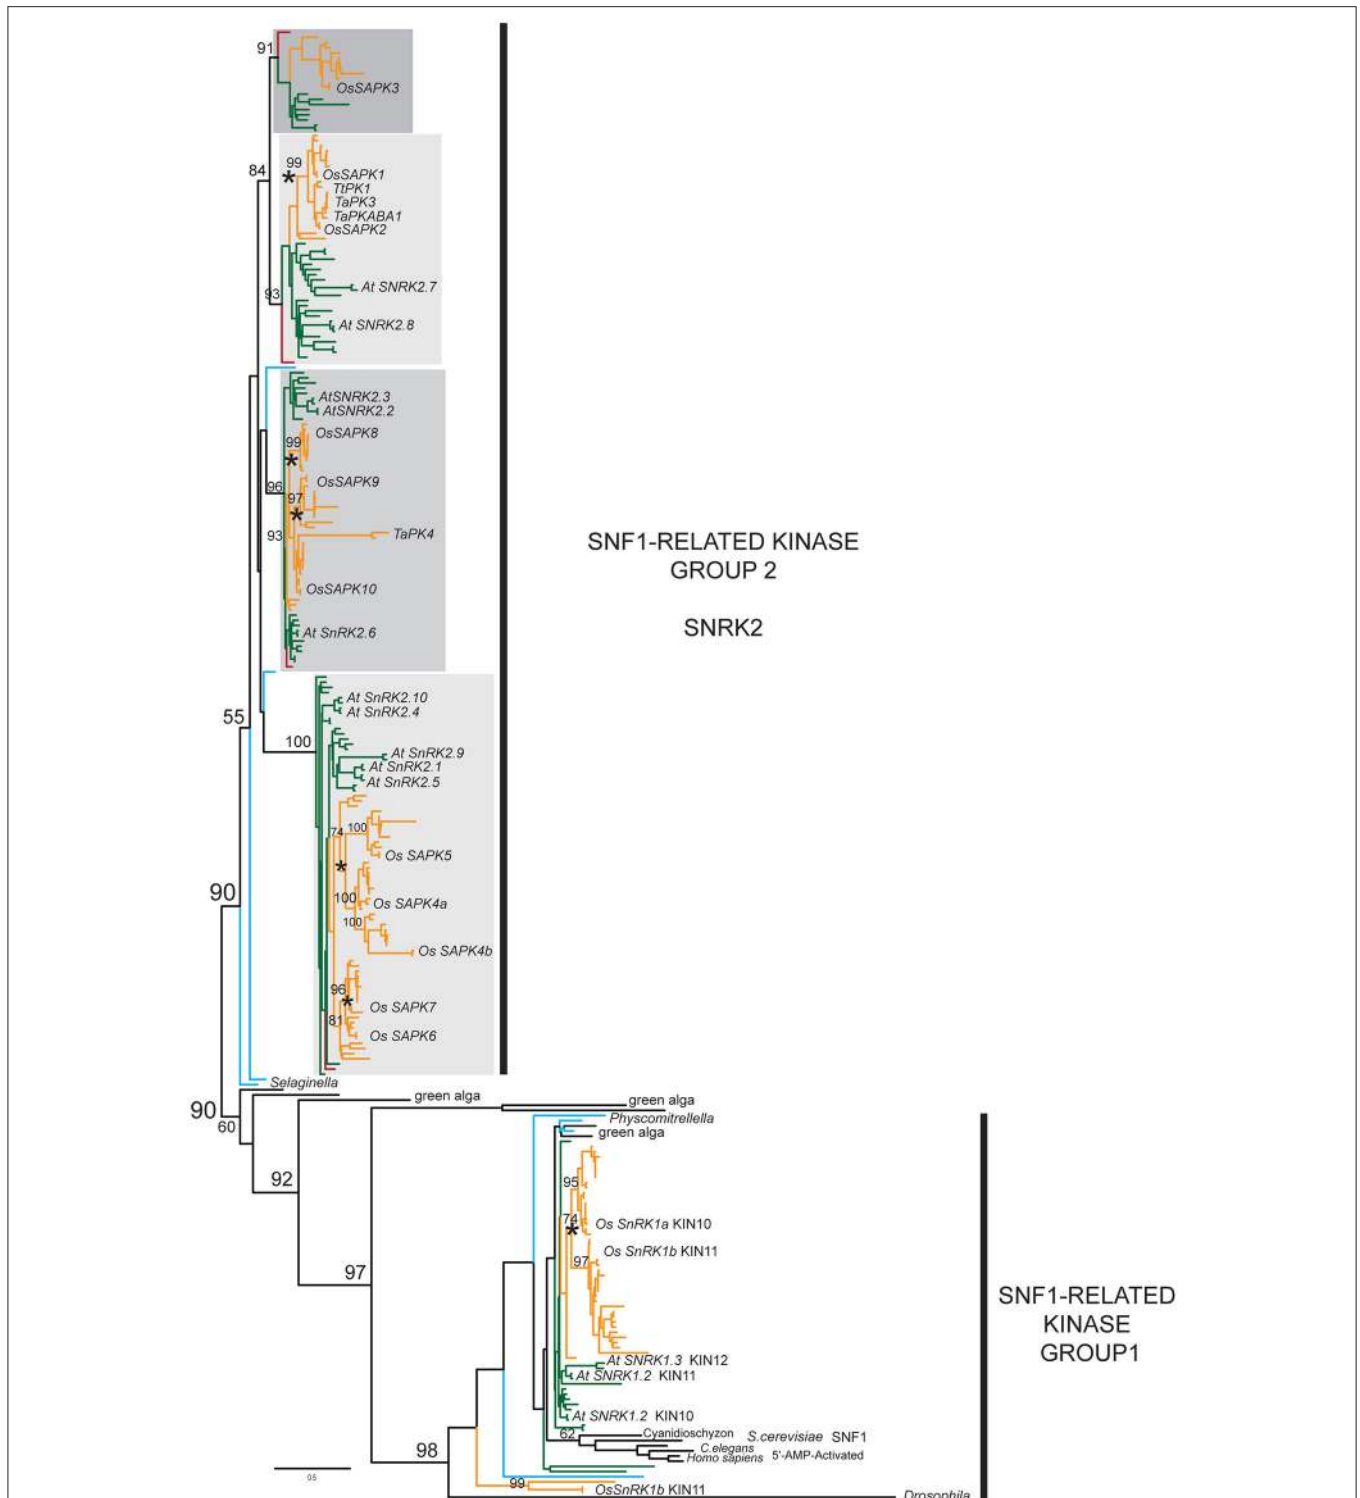 91
OsSAPK3
84
99
*
OsSAPK1
TtPK1
TaPK3
TaPKABA1
OsSAPK2
At SNRK2.7
93
At SNRK2.8
AtSNRK2.3
AtSNRK2.2
OsSAPK8
99
*
OsSAPK9
96
97
*
93
TaPK4
SNF1-RELATED KINASE
GROUP 2
SNRK2
OsSAPK10
At SnRK2.6
At SnRK2.10
At SnRK2.4
55
100
At SnRK2.9
At SnRK2.1
At SnRK2.5
74
100
Os SAPK5
*
90
100
Os SAPK4a
100
Os SAPK4b
96
*
Os SAPK7
81
Os SAPK6
Selaginella
green alga
green alga
90
60
Physcomitrellella
green alga
92
95
74
*
Os SnRK1a KIN10
Os SnRK1b KIN11
97
97
SNF1-RELATED
KINASE
GROUP1
At SNRK1.3 KIN12
At SNRK1.2 KIN11
At SNRK1.2 KIN10
62
Cyanidioschyzon
S.cerevisiae SNF1
C.elegans
Homo sapiens 5'-AMP-Activated
98
99
OsSnRK1b KIN11
Drosophila